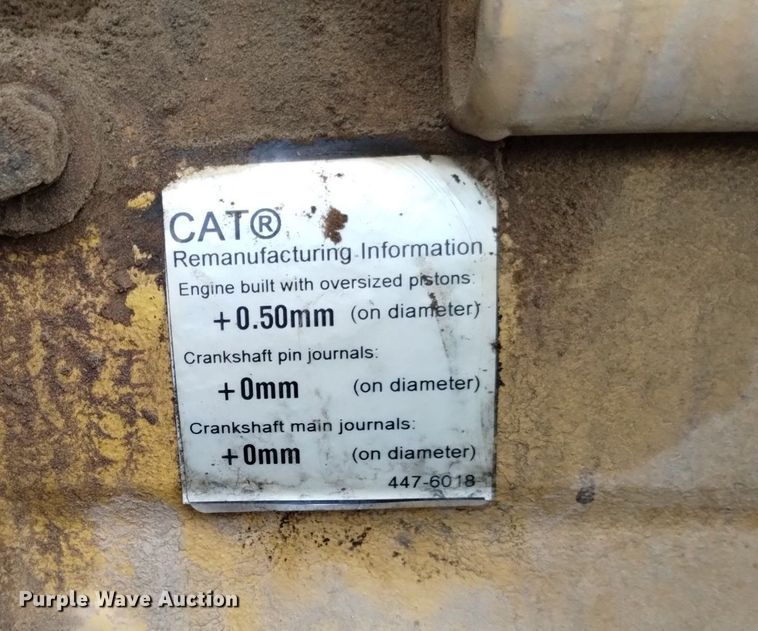 CAT®
Remanufacturing Information
Engine built with oversized pistons:
+0.50mm (on diameter)
Crankshaft pin journals:
+0mm (on diameter)
Crankshaft main journals:
+0mm (on diameter)
447-6018
Purple Wave Auction